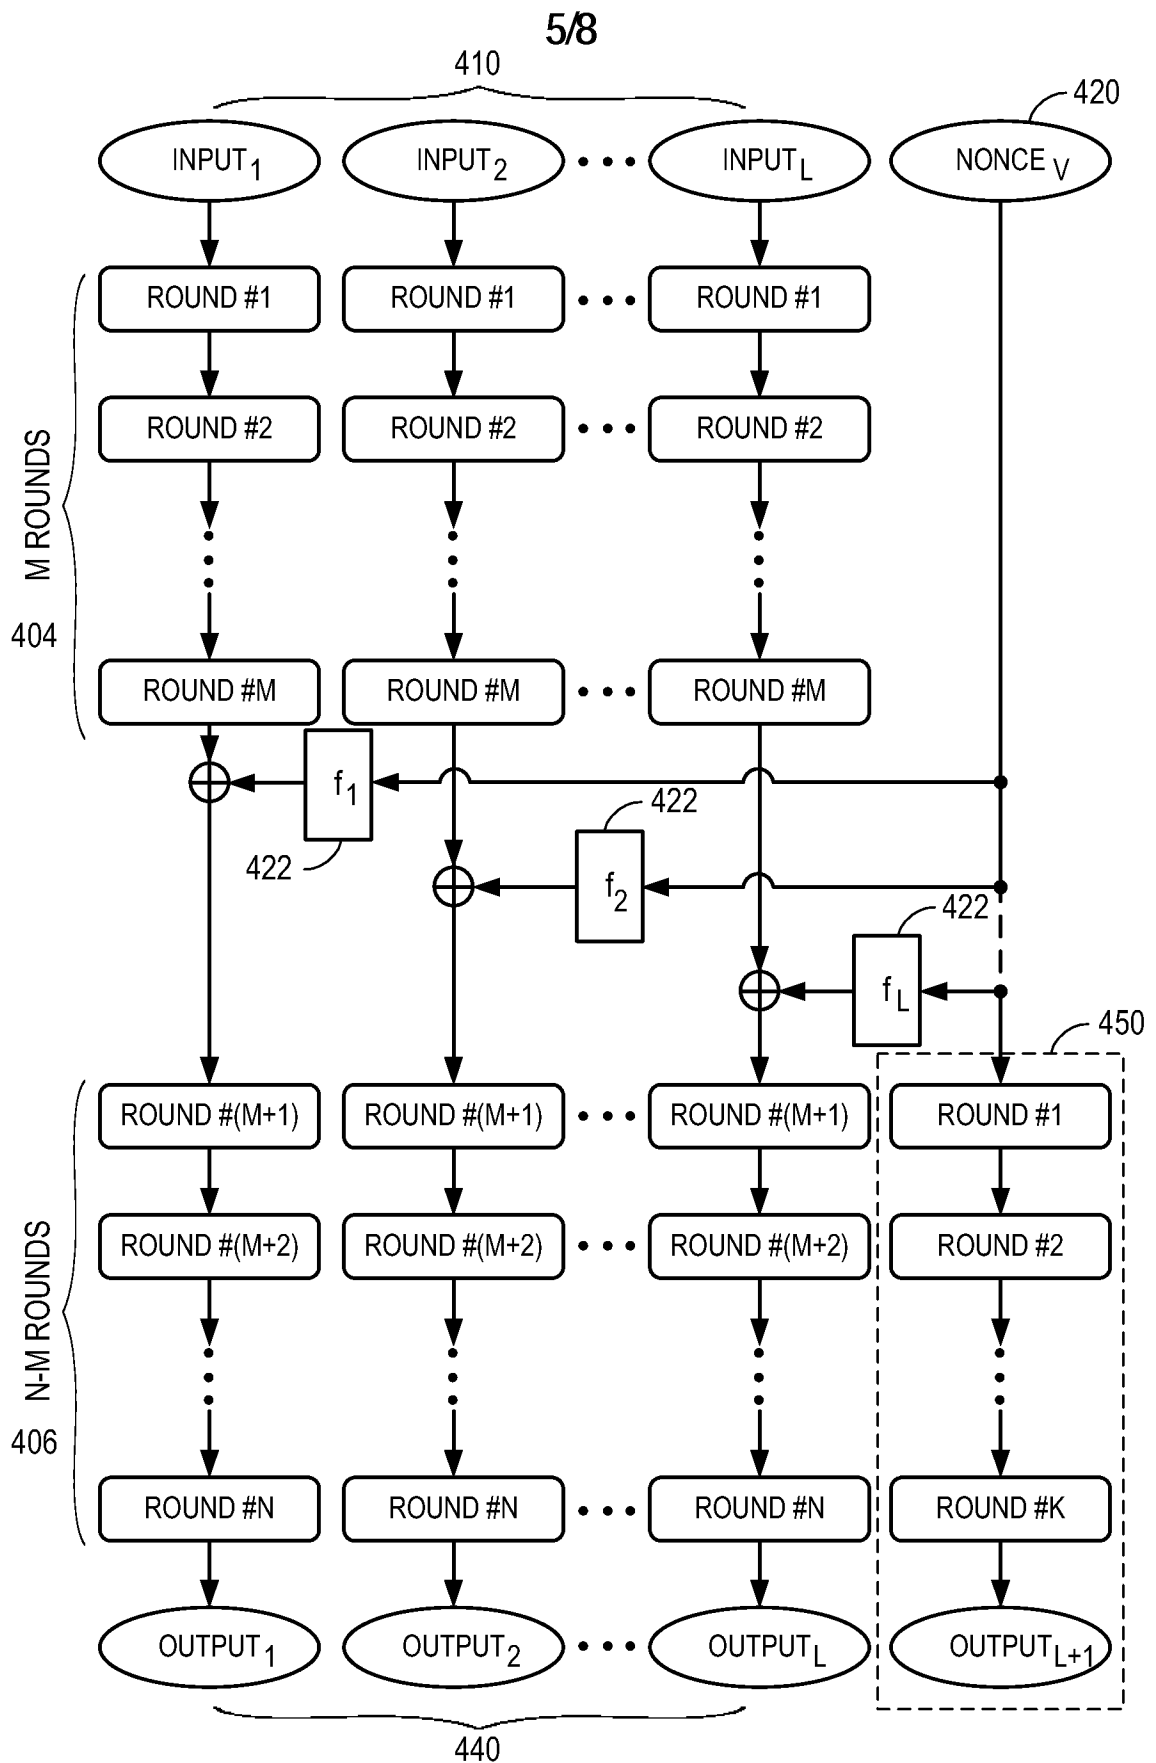 5/8
410
420
INPUT1 INPUT2 • • • INPUTL NONCE V
ROUND #1 ROUND #1 • • • ROUND #1
ROUND #2 ROUND #2 • • • ROUND #2
M ROUNDS
404
ROUND #M ROUND #M • • • ROUND #M
f1
422
422
f2
422
fL
450
ROUND #(M+1) ROUND #(M+1) • • • ROUND #(M+1) ROUND #1
ROUND #(M+2) ROUND #(M+2) • • • ROUND #(M+2) ROUND #2
N-M ROUNDS
406
ROUND #N ROUND #N • • • ROUND #N ROUND #K
OUTPUT1 OUTPUT2 • • • OUTPUTL OUTPUTL+1
440